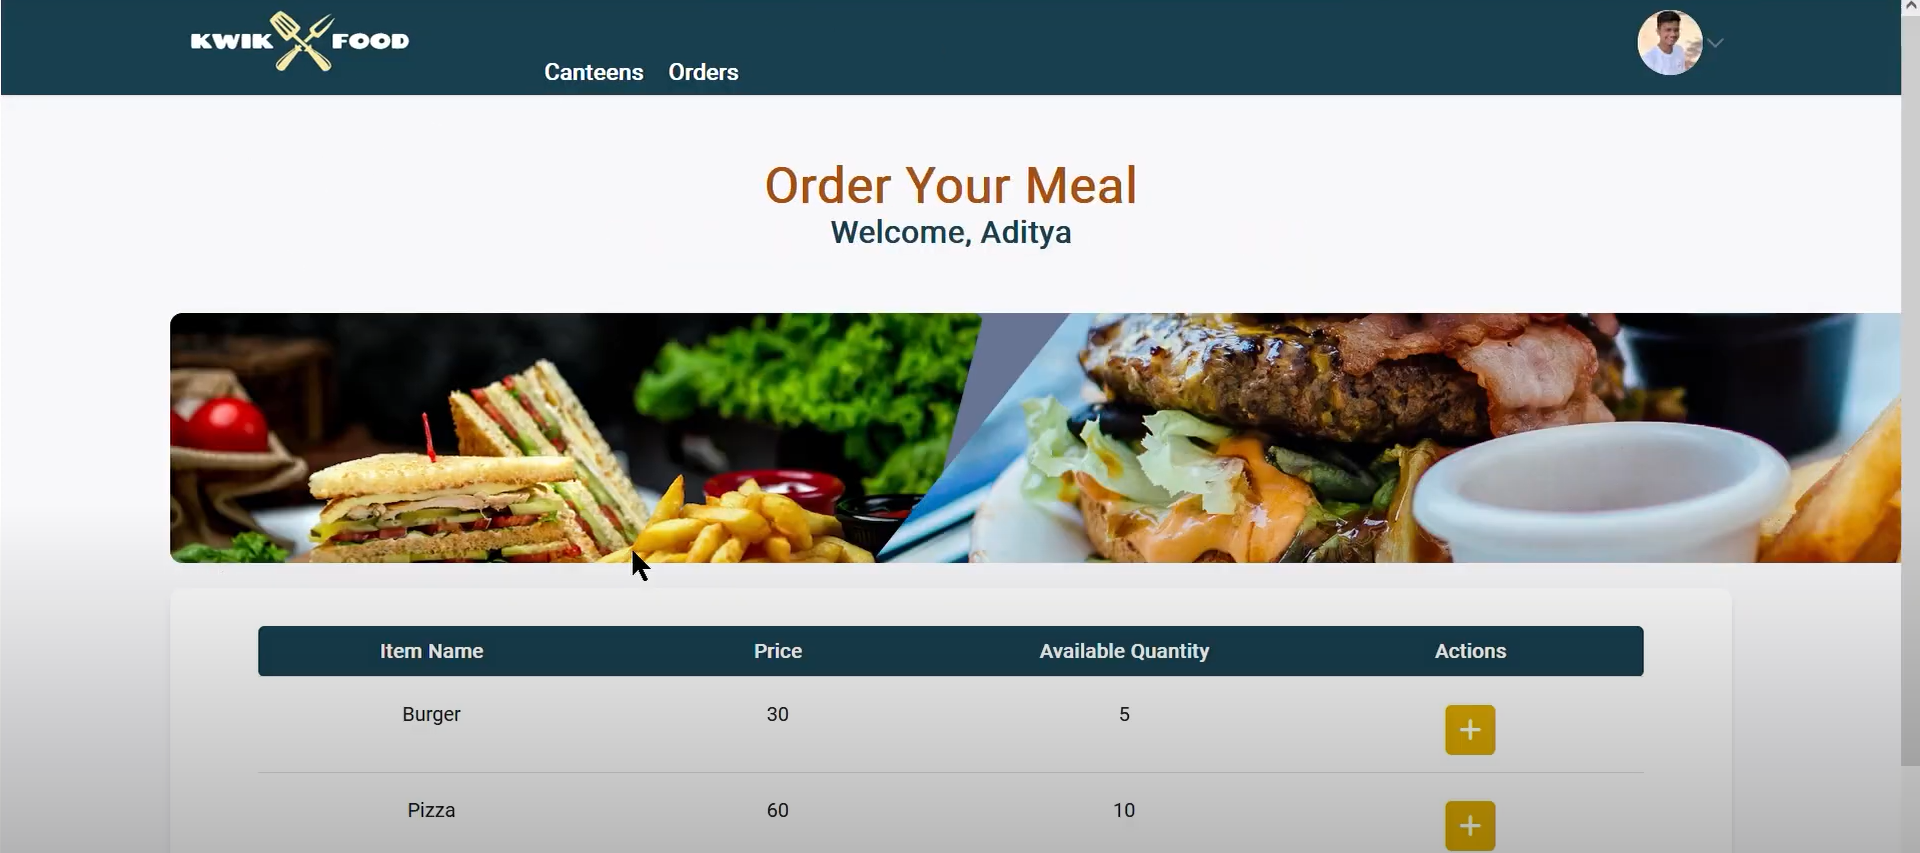 KWIK FOOD
Canteens Orders
Order Your Meal
Welcome, Aditya
Item Name Price Available Quantity Actions
Burger 30 5 +
Pizza 60 10 +